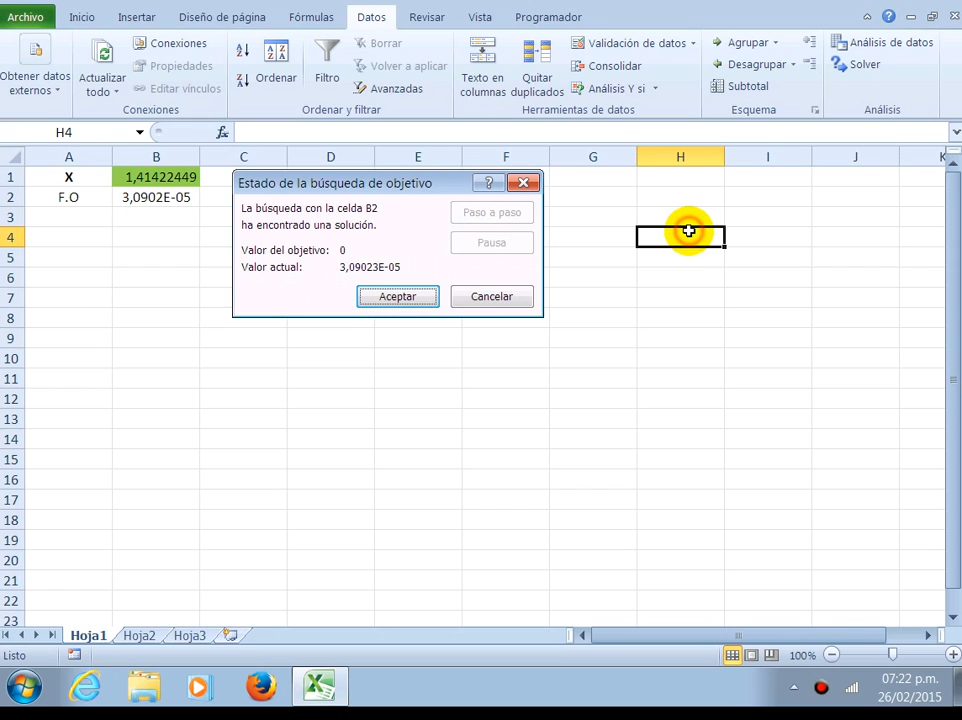 Archivo Inicio Insertar Diseño de página Fórmulas Datos Revisar Vista Programador
Obtener datos externos
Actualizar todo
Conexiones
Propiedades
Editar vínculos
Conexiones
Ordenar
Filtro
Borrar
Volver a aplicar
Avanzadas
Ordenar y filtrar
Texto en columnas
Quitar duplicados
Validación de datos
Consolidar
Análisis Y si
Herramientas de datos
Agrupar
Desagrupar
Subtotal
Esquema
Análisis de datos
Solver
Análisis
H4 fx
A B C D E F G H I J K
1 X 1,41422449
2 F.O 3,0902E-05
3
4
5
6
7
8
9
10
11
12
13
14
15
16
17
18
19
20
21
22
23
Estado de la búsqueda de objetivo
La búsqueda con la celda B2
ha encontrado una solución.
Valor del objetivo: 0
Valor actual: 3,09023E-05
Paso a paso
Pausa
Aceptar Cancelar
Hoja1 Hoja2 Hoja3
Listo 100%
07:22 p.m.
26/02/2015